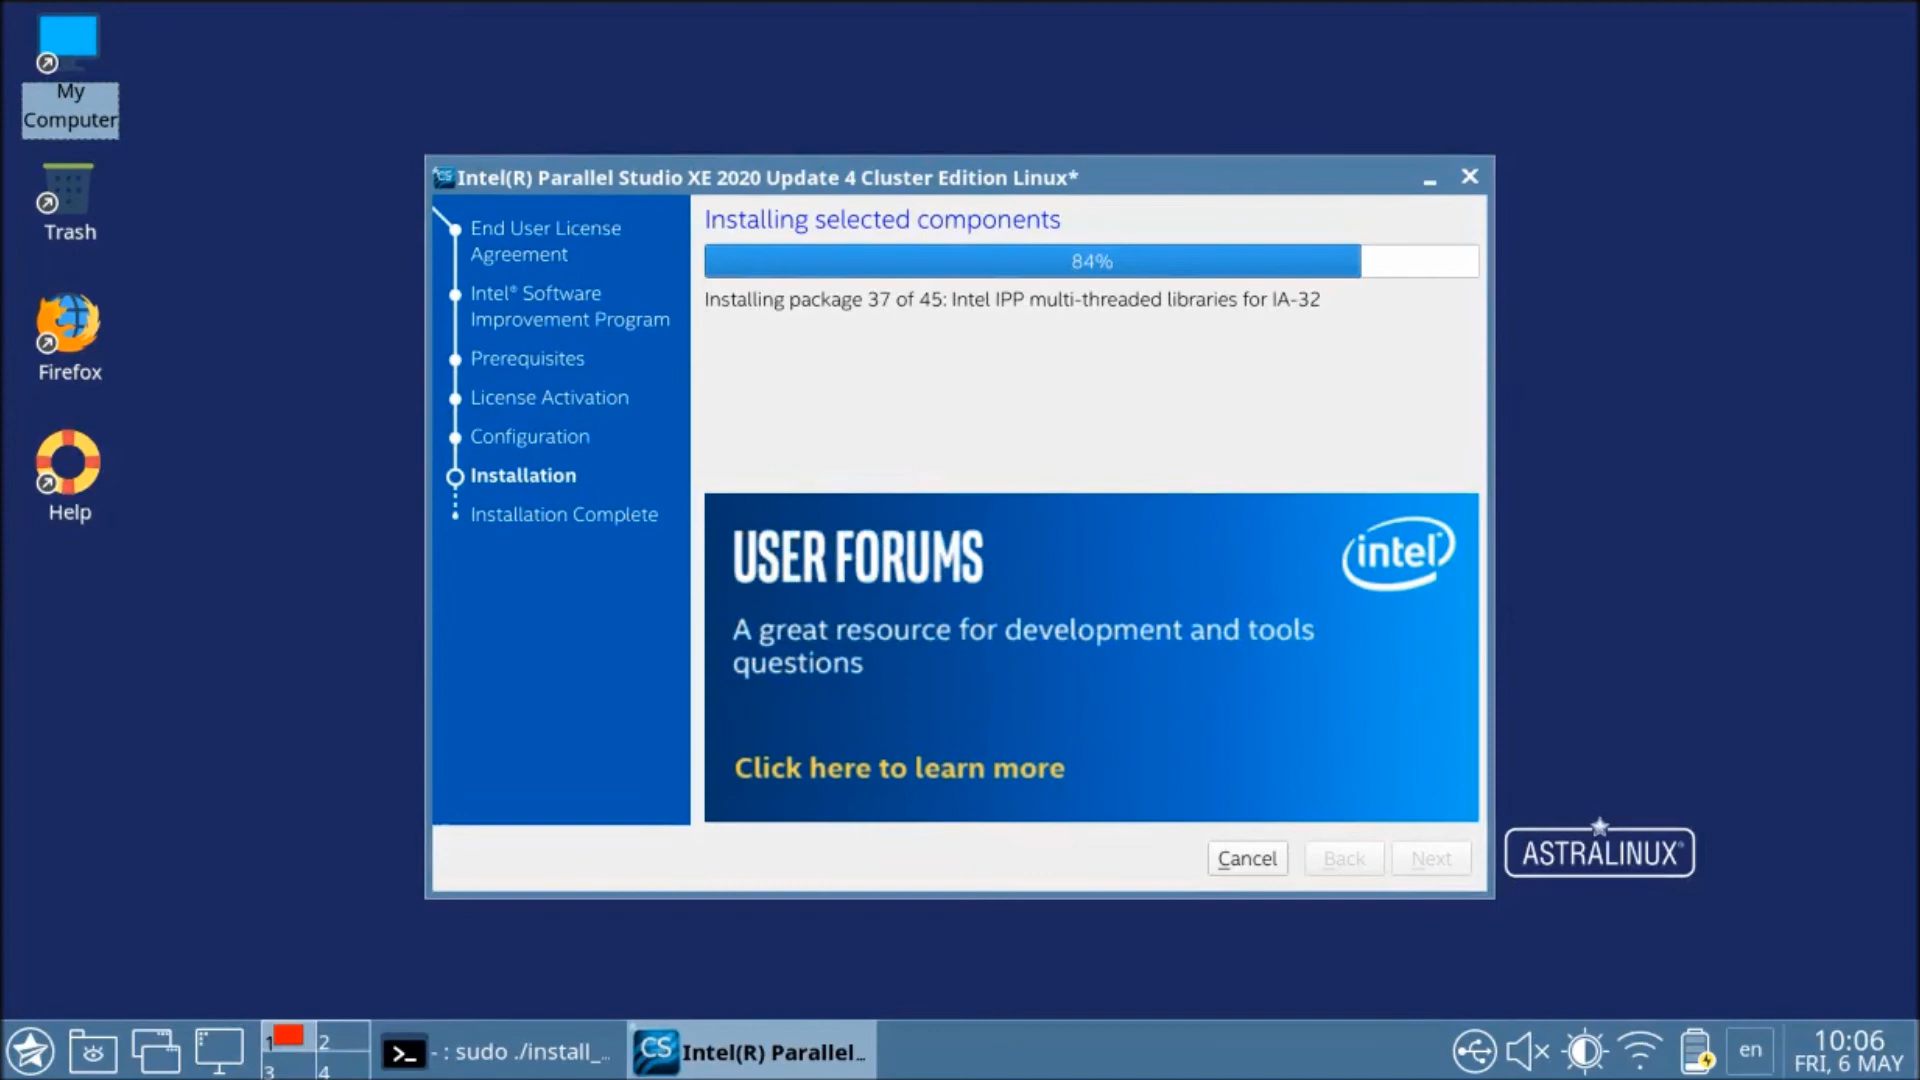 My
Computer
Trash
Firefox
Help
CS Intel(R) Parallel Studio XE 2020 Update 4 Cluster Edition Linux*
End User License
Agreement
Intel® Software
Improvement Program
Prerequisites
License Activation
Configuration
Installation
Installation Complete
Installing selected components
84%
Installing package 37 of 45: Intel IPP multi-threaded libraries for IA-32
USER FORUMS
intel
A great resource for development and tools
questions
Click here to learn more
Cancel
Back
Next
ASTRALINUX®
1
2
3
4
- : sudo ./install_...
CS Intel(R) Parallel...
en
10:06
FRI, 6 MAY